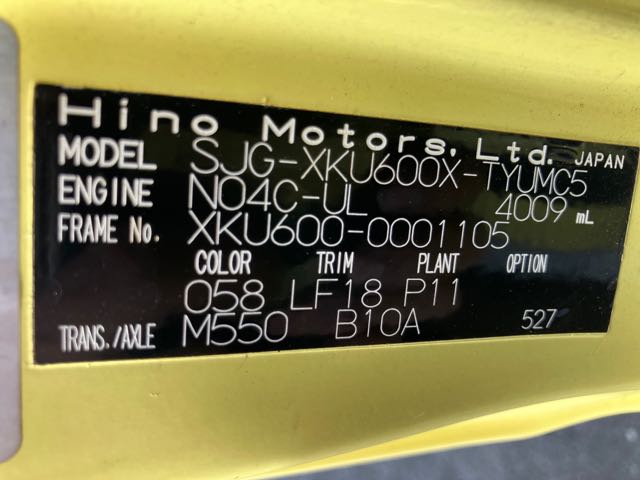 Hino Motors, Ltd. JAPAN
MODEL SJG-XKU600X-TYUMC5
ENGINE N04C-UL 4009 mL
FRAME No. XKU600-0001105
COLOR TRIM PLANT OPTION
058 LF18 P11
TRANS./AXLE M550 B10A 527